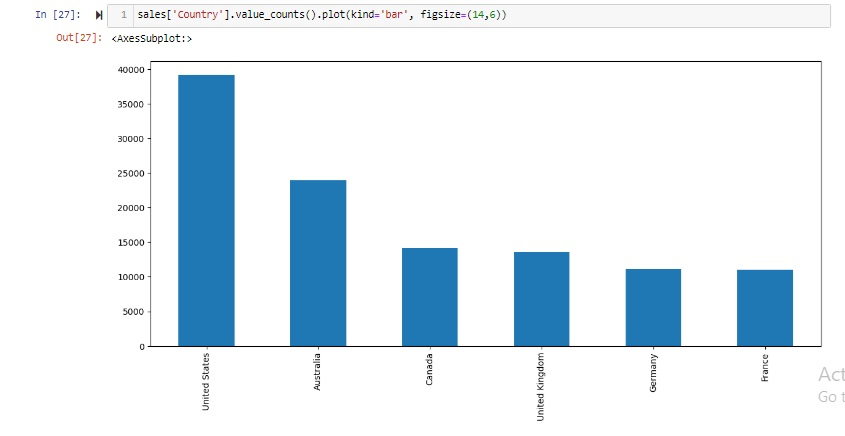 In [27]: 1 sales['Country'].value_counts().plot(kind='bar', figsize=(14,6))
Out[27]: <AxesSubplot:>
40000
35000
30000
25000
20000
15000
10000
5000
0
United States
Australia
Canada
United Kingdom
Germany
France
Act
Go t